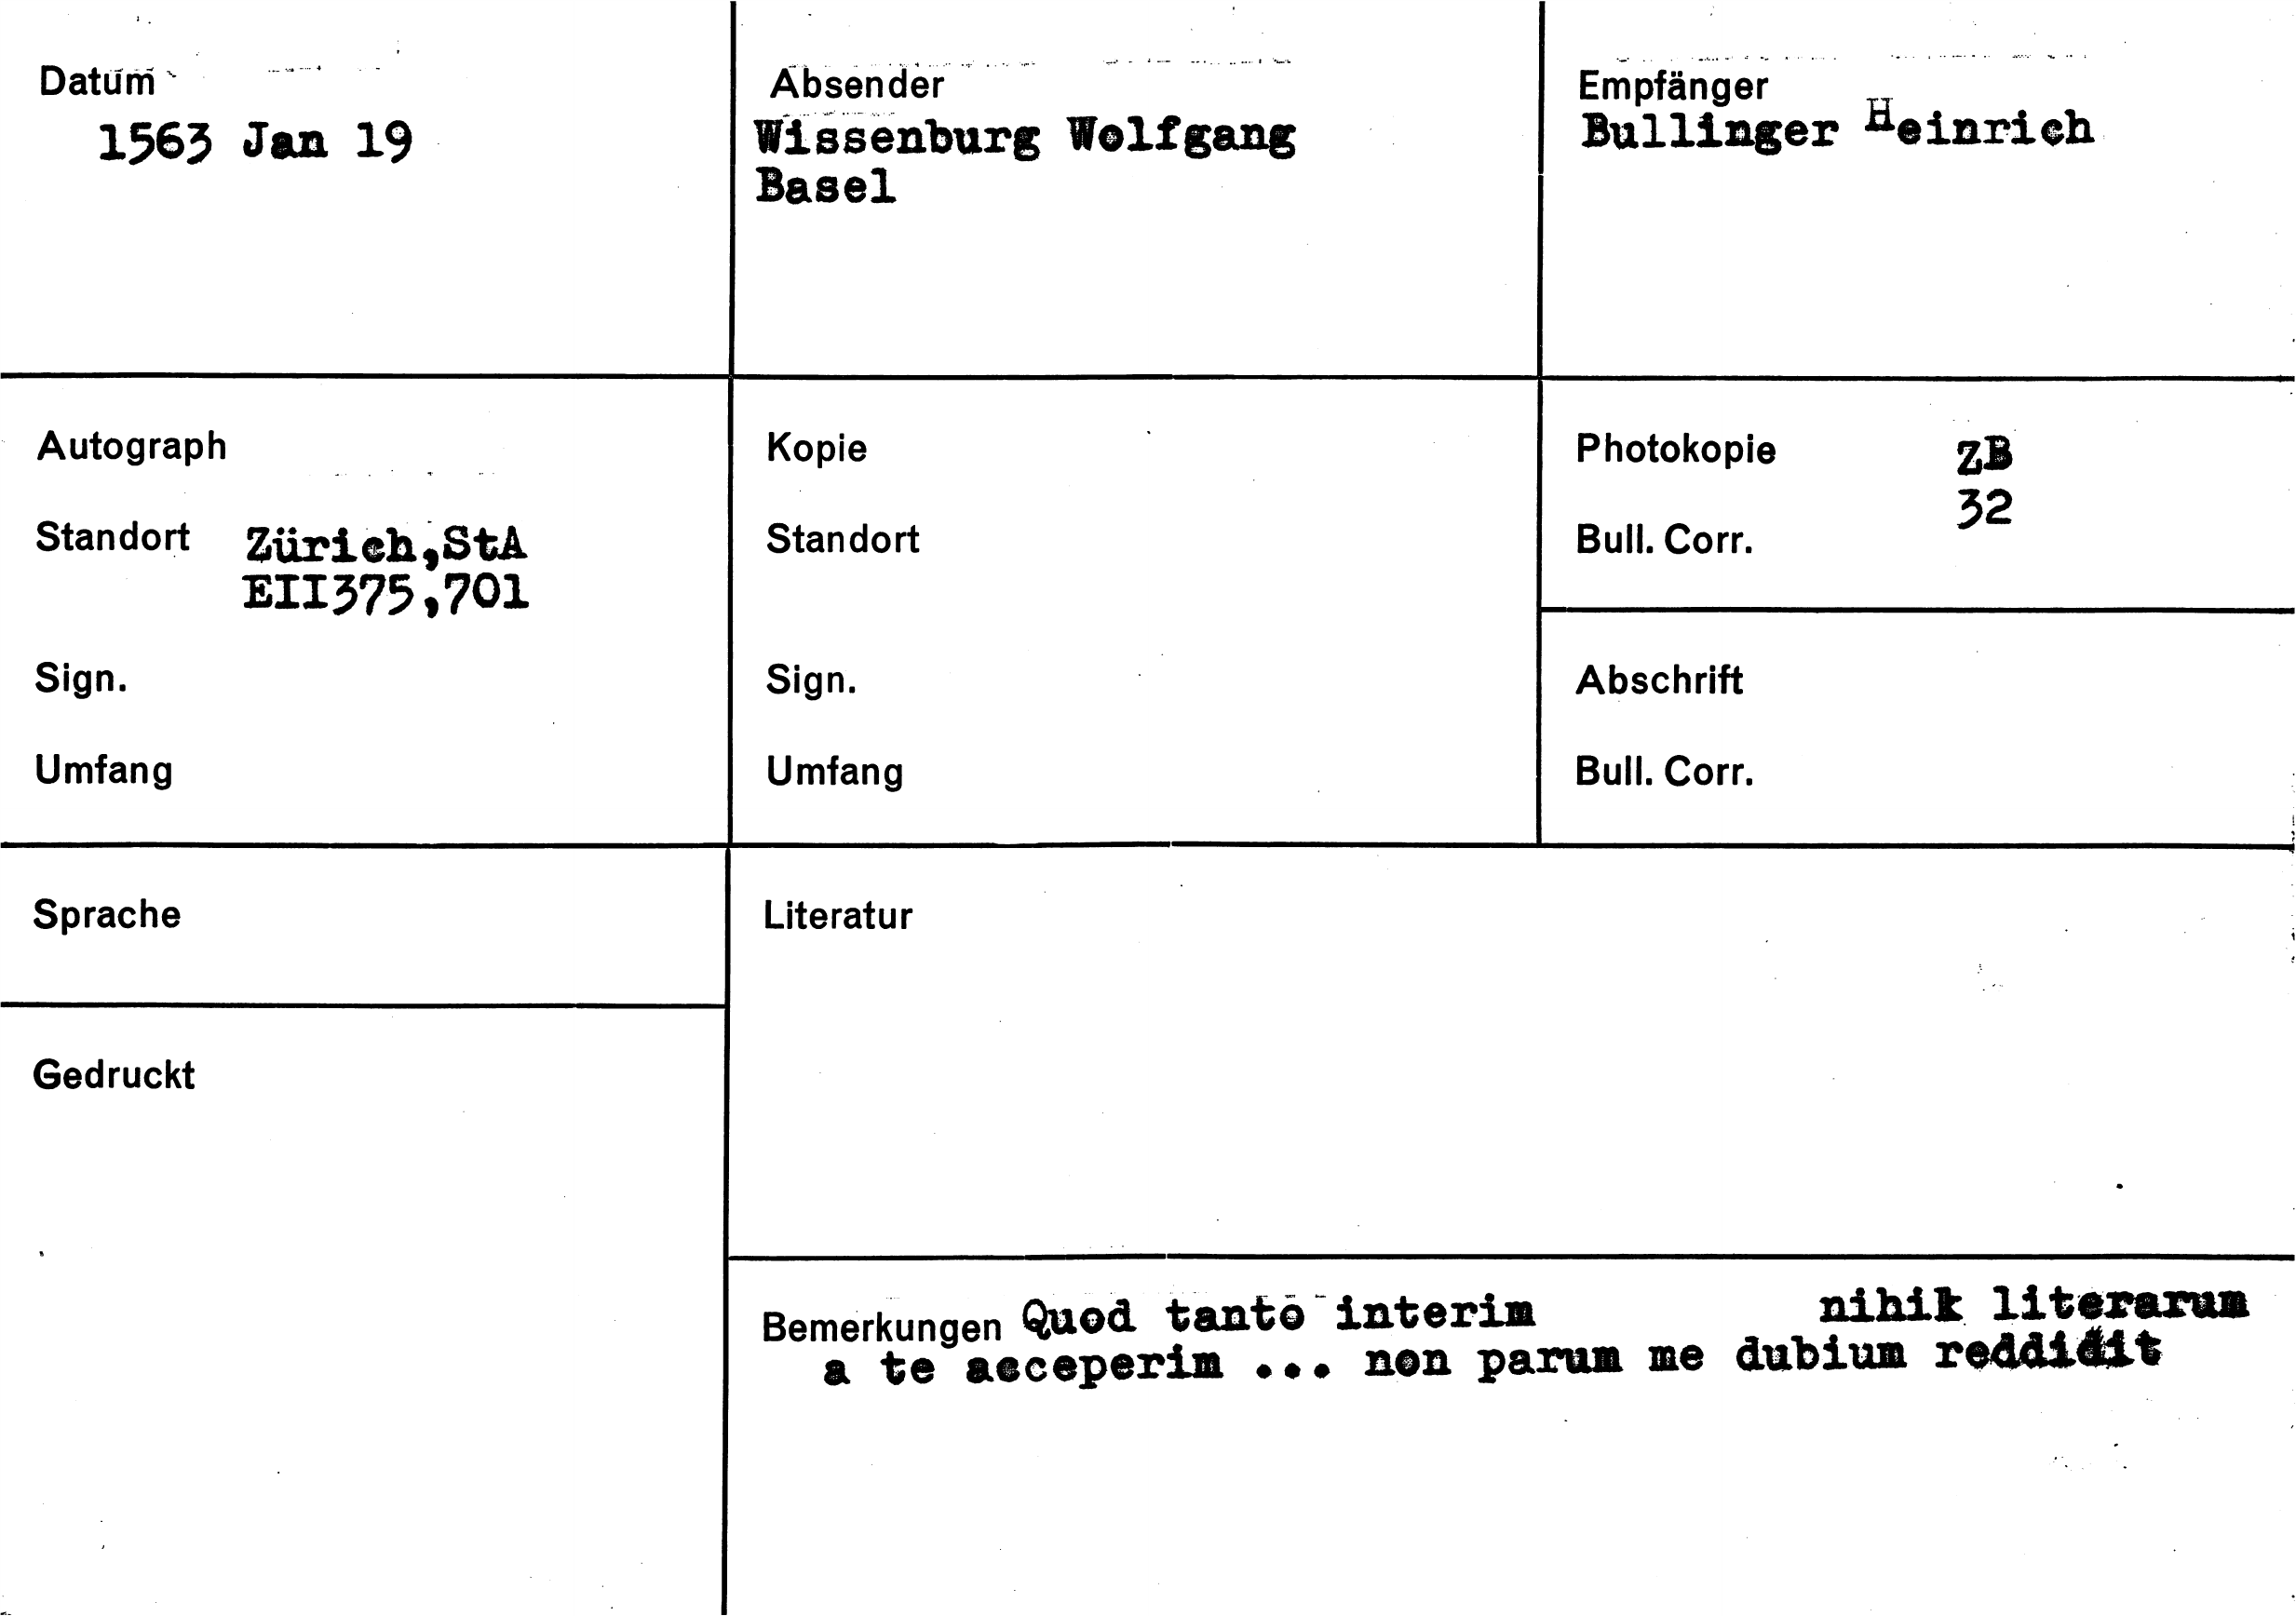 Datum
1563 Jan 19
Absender
Wissenburg Wolfgang
Basel
Empfänger
Bullinger Heinrich
Autograph
Standort Zürich,StA
EII375,701
Sign.
Umfang
Kopie
Standort
Sign.
Umfang
Photokopie ZB
32
Bull. Corr.
Abschrift
Bull. Corr.
Sprache
Gedruckt
Literatur
Bemerkungen Quod tanto interim nihik literarum
a te acceperim ... non parum me dubium reddidit